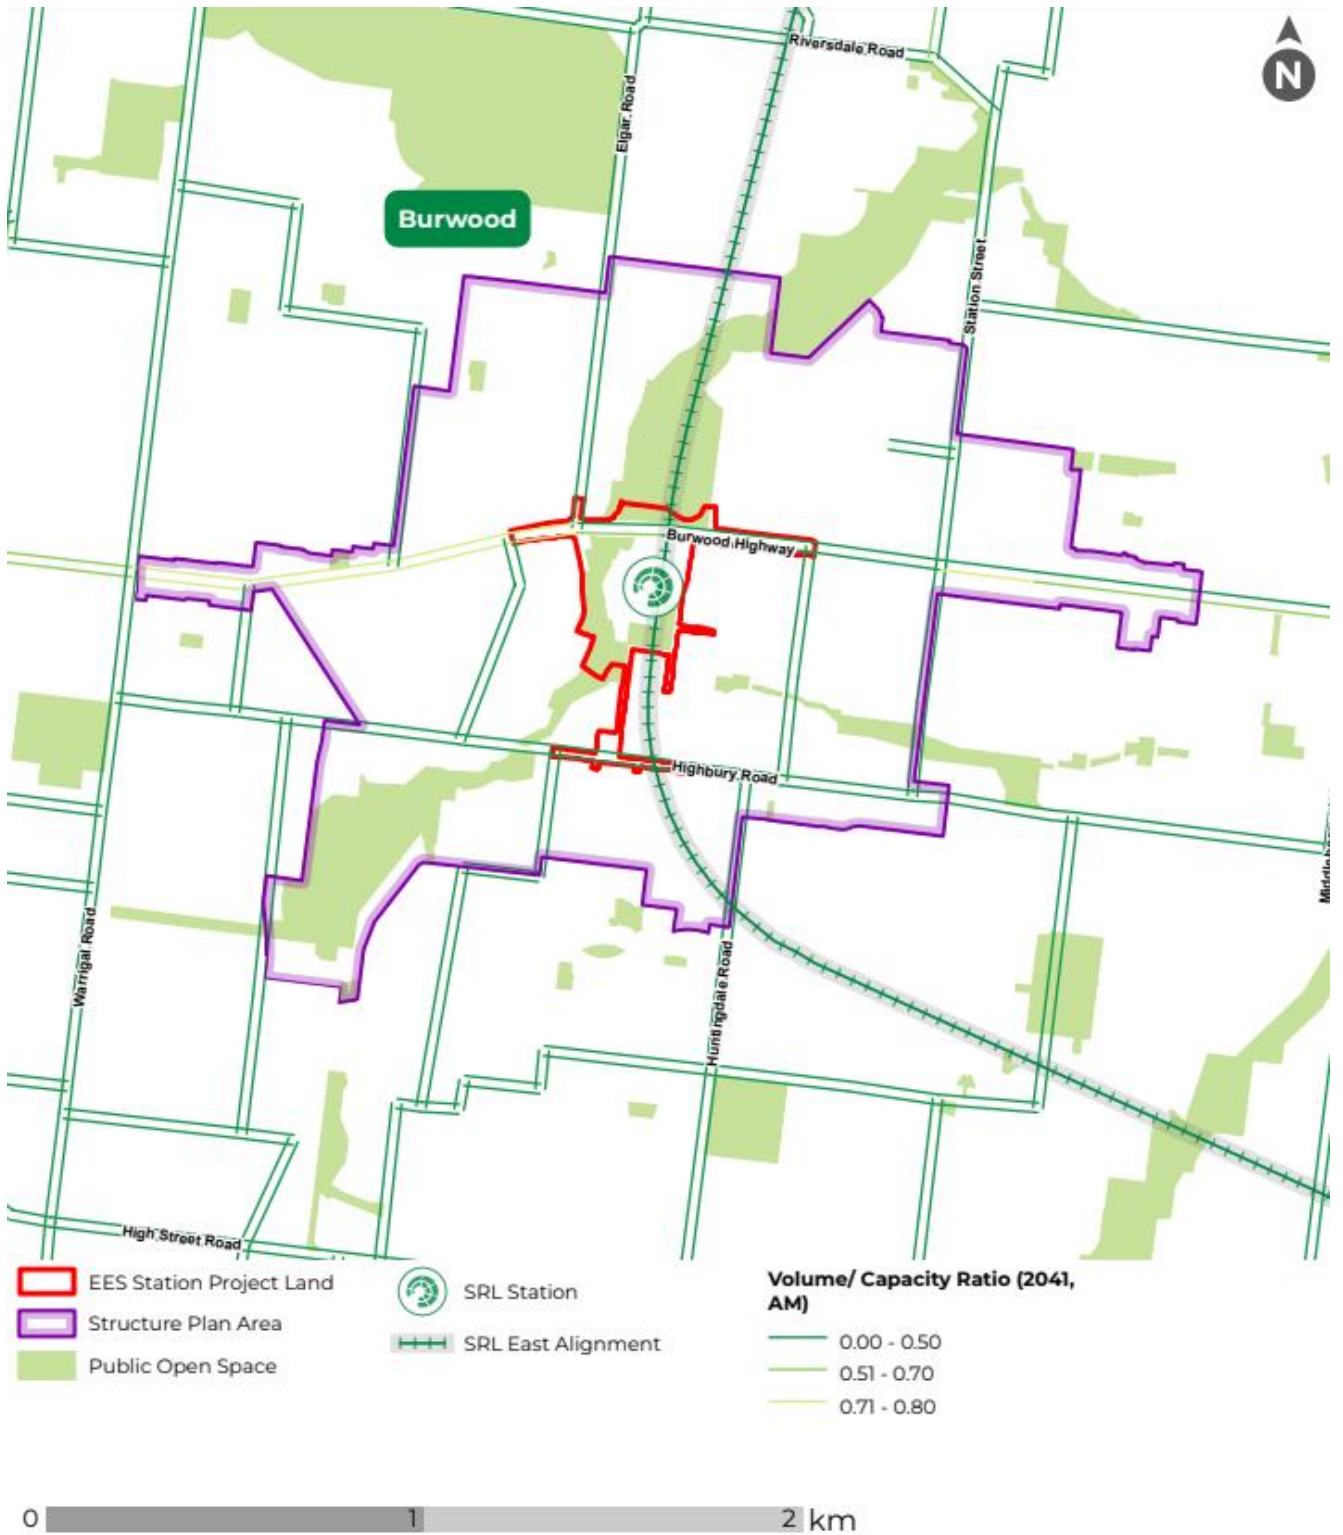 Riversdale Road
N
Elgar Road
Burwood
Station Street
Burwood Highway
Highbury Road
Warrigal Road
Huntingdale Road
High Street Road
EES Station Project Land
Structure Plan Area
Public Open Space
SRL Station
SRL East Alignment
Volume/ Capacity Ratio (2041,
AM)
0.00 - 0.50
0.51 - 0.70
0.71 - 0.80
0 1 2 km